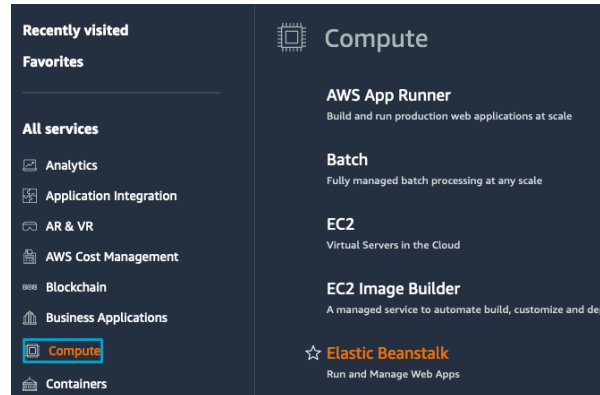 Recently visited
Favorites
All services
Analytics
Application Integration
AR & VR
AWS Cost Management
Blockchain
Business Applications
Compute
Containers
Compute
AWS App Runner
Build and run production web applications at scale
Batch
Fully managed batch processing at any scale
EC2
Virtual Servers in the Cloud
EC2 Image Builder
A managed service to automate build, customize and
Elastic Beanstalk
Run and Manage Web Apps